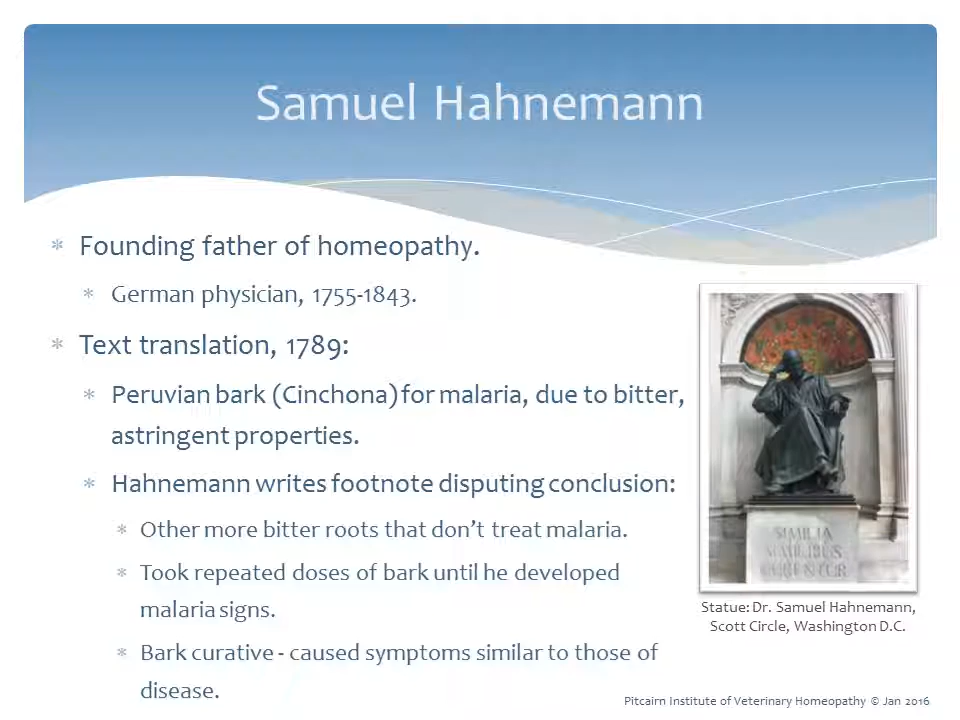 Samuel Hahnemann
* Founding father of homeopathy.
* German physician, 1755-1843.
* Text translation, 1789:
* Peruvian bark (Cinchona) for malaria, due to bitter,
astringent properties.
* Hahnemann writes footnote disputing conclusion:
* Other more bitter roots that don't treat malaria.
* Took repeated doses of bark until he developed
malaria signs.
* Bark curative - caused symptoms similar to those of
disease.
SIMILIA
SIMILIBUS
CURENTUR
Statue: Dr. Samuel Hahnemann,
Scott Circle, Washington D.C.
Pitcairn Institute of Veterinary Homeopathy © Jan 2016